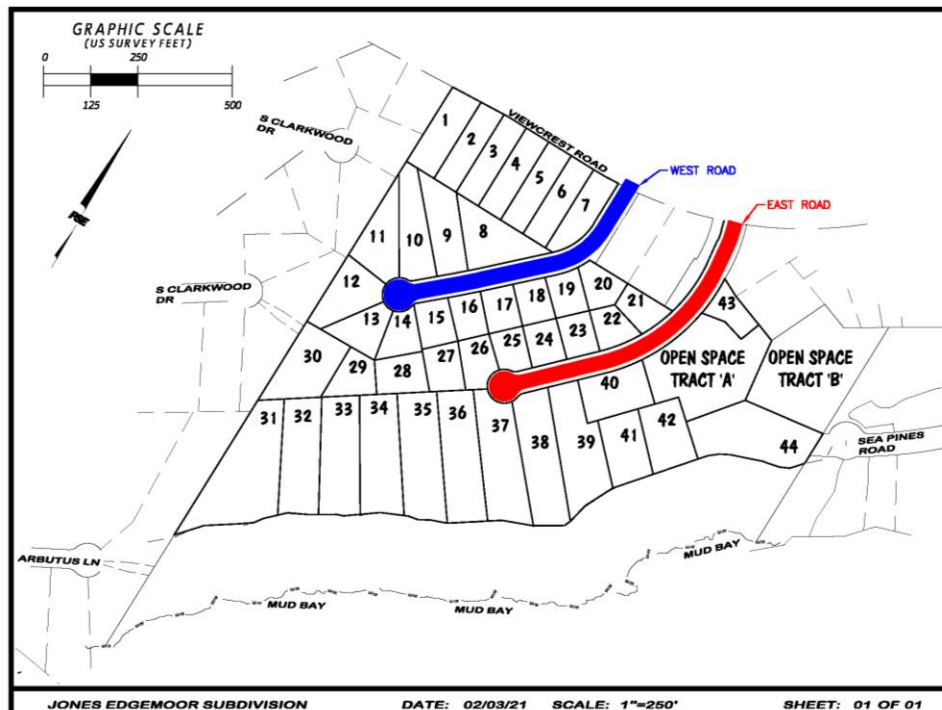 GRAPHIC SCALE
(US SURVEY FEET)
0 250
125 500
S CLARKWOOD
DR
VIEWCREST ROAD
WEST ROAD
EAST ROAD
1
2
3
4
5
6
7
8
9
10
11
12
S CLARKWOOD
DR
13
14
15
16
17
18
19
20
21
43
22
23
24
25
26
27
28
29
30
OPEN SPACE
TRACT 'A'
OPEN SPACE
TRACT 'B'
40
31
32
33
34
35
36
37
38
39
41
42
44
SEA PINES
ROAD
ARBUTUS LN
MUD BAY
MUD BAY
MUD BAY
JONES EDGEMOOR SUBDIVISION DATE: 02/03/21 SCALE: 1"=250' SHEET: 01 OF 01